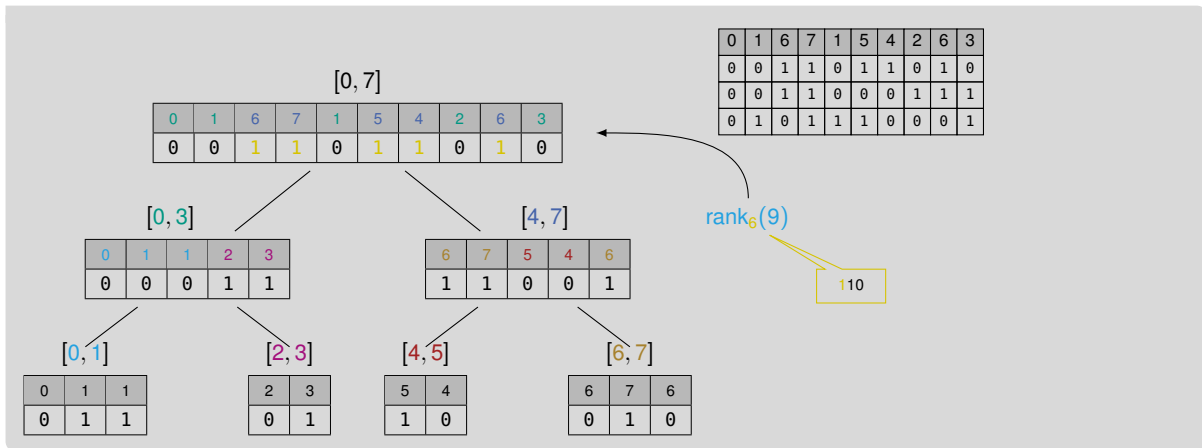 0 1 6 7 1 5 4 2 6 3
0 0 1 1 0 1 1 0 1 0
0 0 1 1 0 0 0 1 1 1
0 1 0 1 1 1 0 0 0 1
[0, 7]
0 1 6 7 1 5 4 2 6 3
0 0 1 1 0 1 1 0 1 0
[0, 3] [4, 7] rank₆(9)
0 1 1 2 3 6 7 5 4 6
0 0 0 1 1 1 1 0 0 1
110
[0, 1] [2, 3] [4, 5] [6, 7]
0 1 1 2 3 5 4 6 7 6
0 1 1 0 1 1 0 0 1 0